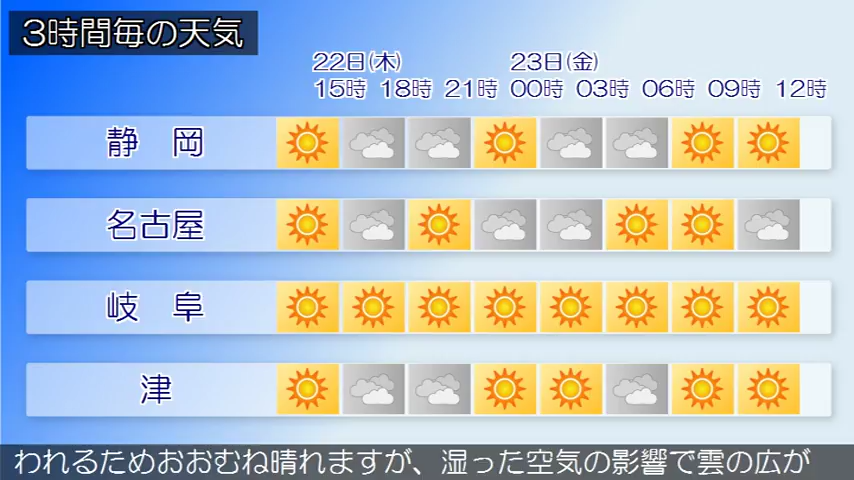 3時間毎の天気
22日(木) 23日(金)
15時 18時 21時 00時 03時 06時 09時 12時
静 岡
名古屋
岐 阜
津
われるためおおむね晴れますが、湿った空気の影響で雲の広が